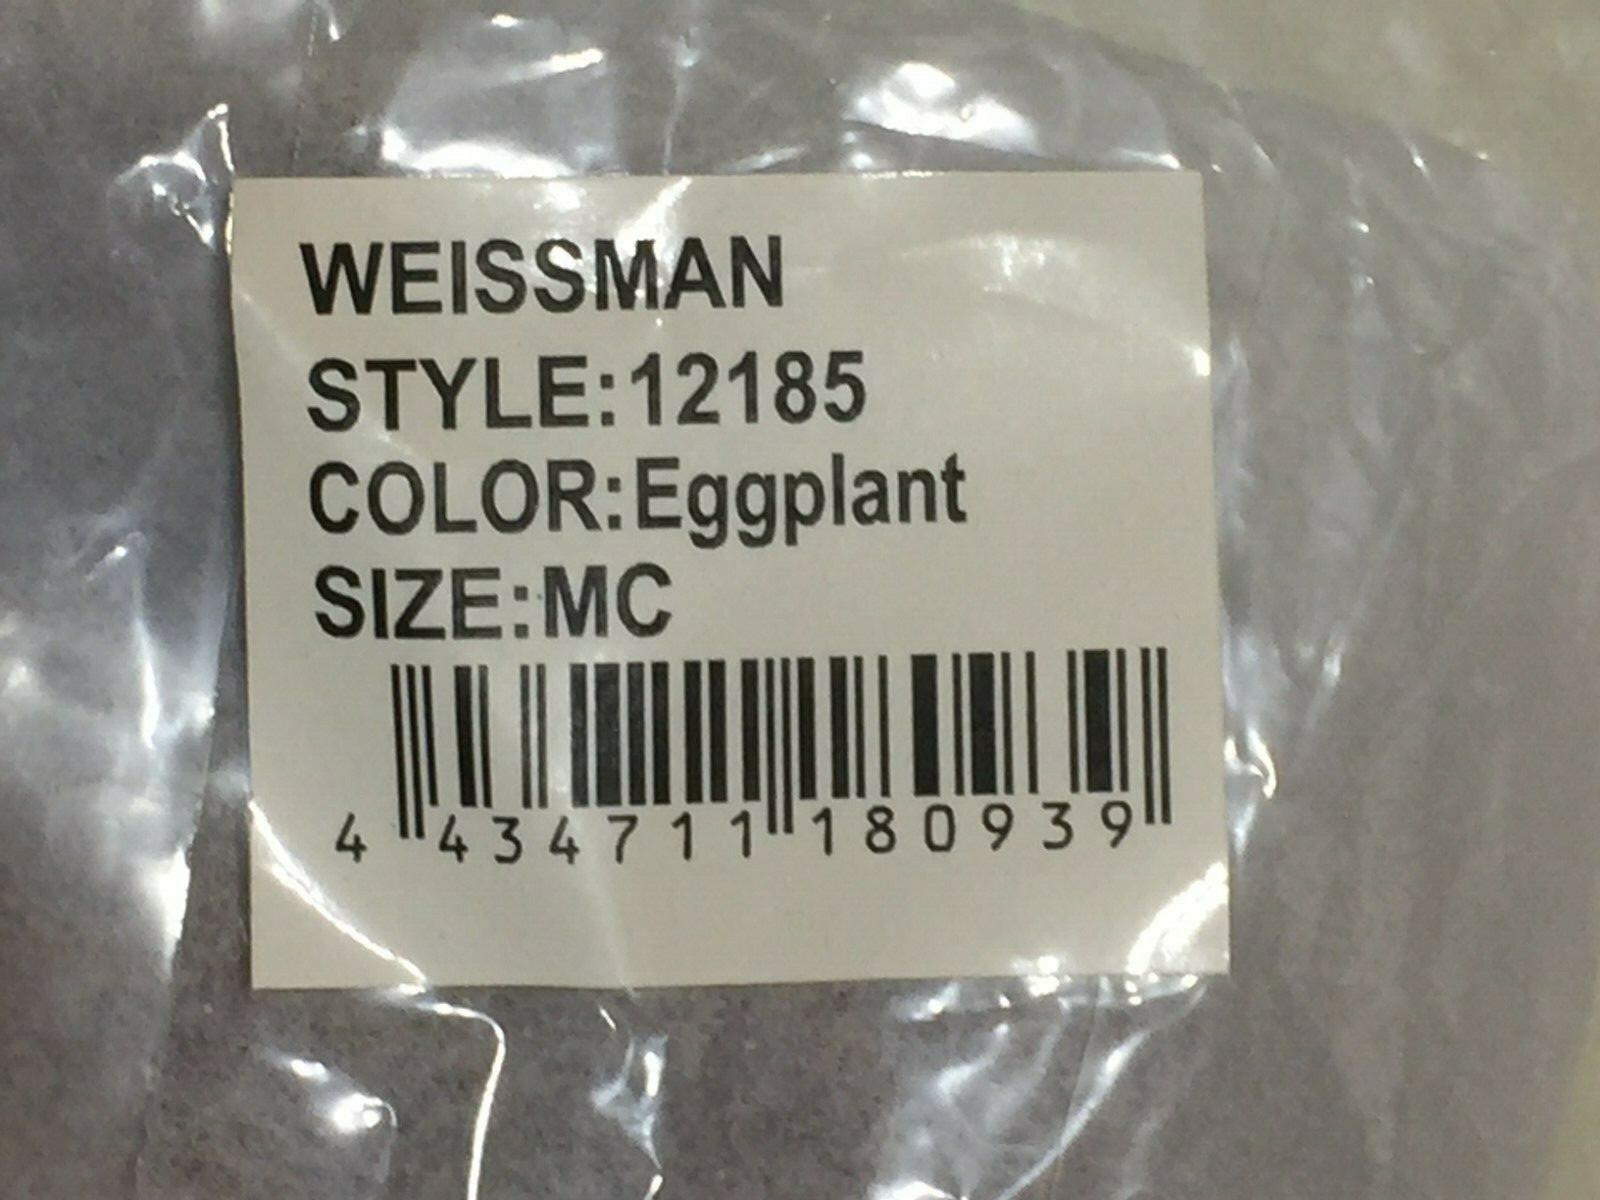 WEISSMAN
STYLE:12185
COLOR:Eggplant
SIZE:MC
4 434711 180939